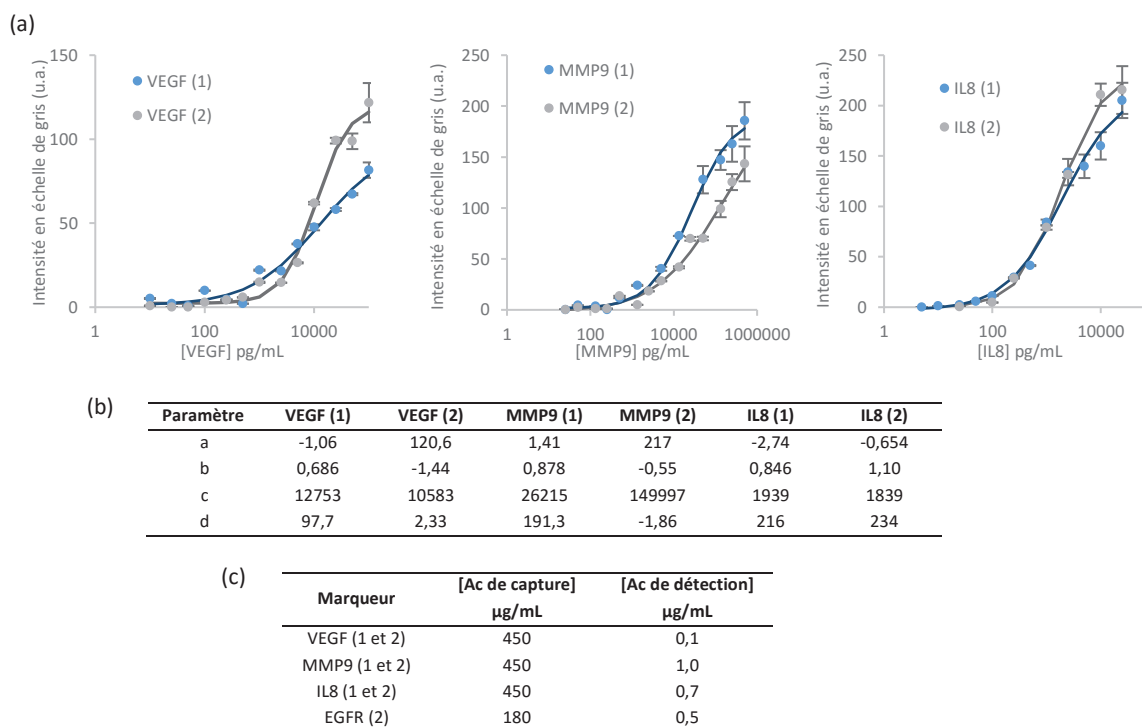 (a)
Intensité en échelle de gris (u.a.)
150
100
50
0
1
100
10000
VEGF (1)
VEGF (2)
[VEGF] pg/mL
Intensité en échelle de gris (u.a.)
250
200
150
100
50
0
1
100
10000
1000000
MMP9 (1)
MMP9 (2)
[MMP9] pg/mL
Intensité en échelle de gris (u.a.)
250
200
150
100
50
0
1
100
10000
IL8 (1)
IL8 (2)
[IL8] pg/mL
(b)
Paramètre VEGF (1) VEGF (2) MMP9 (1) MMP9 (2) IL8 (1) IL8 (2)
a -1,06 120,6 1,41 217 -2,74 -0,654
b 0,686 -1,44 0,878 -0,55 0,846 1,10
c 12753 10583 26215 149997 1939 1839
d 97,7 2,33 191,3 -1,86 216 234
(c)
Marqueur [Ac de capture] [Ac de détection]
µg/mL µg/mL
VEGF (1 et 2) 450 0,1
MMP9 (1 et 2) 450 1,0
IL8 (1 et 2) 450 0,7
EGFR (2) 180 0,5